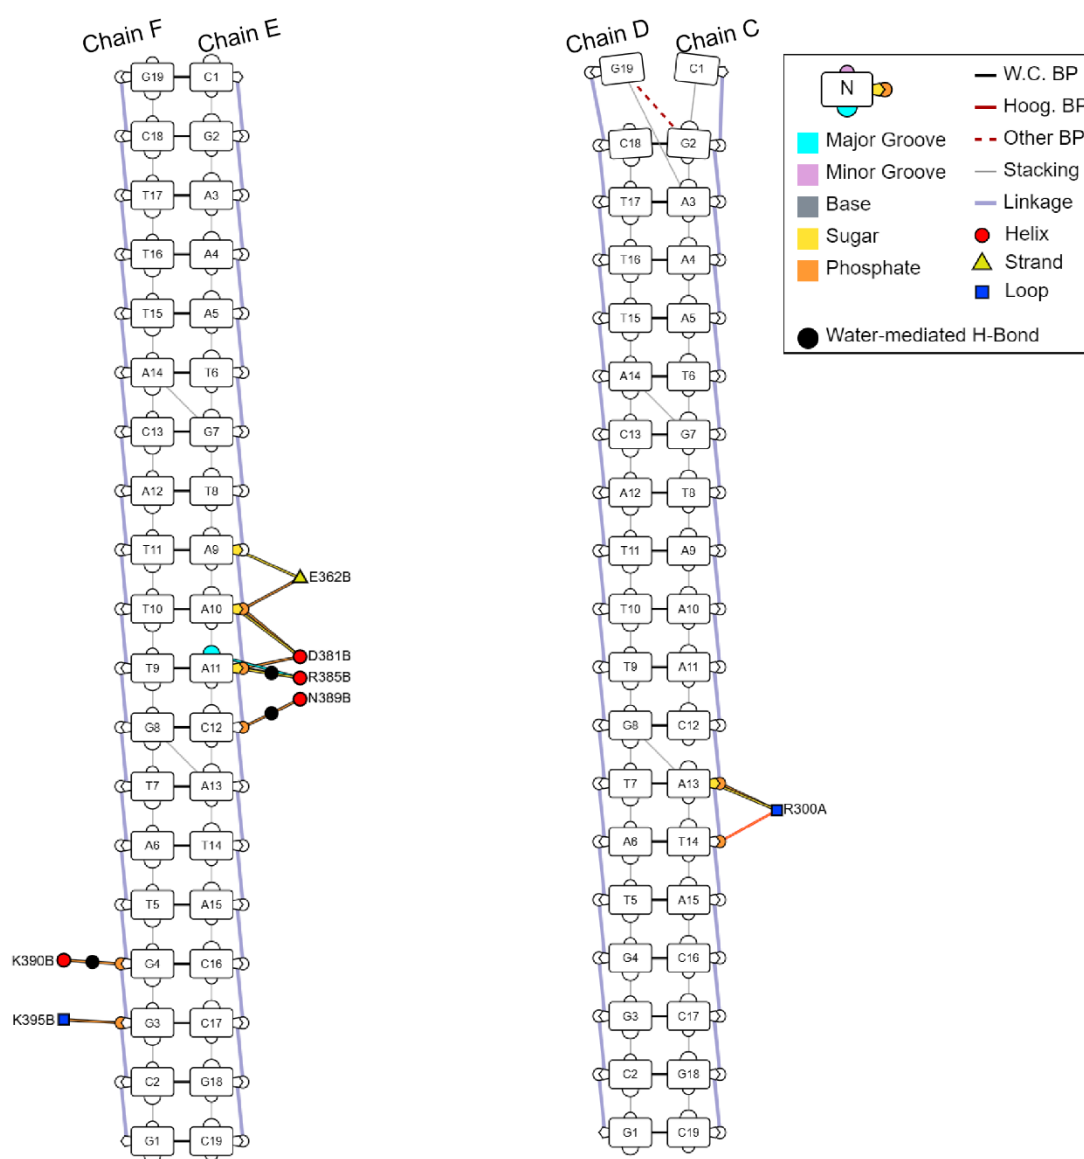 Chain F Chain E
G19 C1
C18 G2
T17 A3
T16 A4
T15 A5
A14 T6
C13 G7
A12 T8
T11 A9
E362B
T10 A10
D381B
T9 A11
R385B
N389B
G8 C12
T7 A13
A6 T14
T5 A15
K390B G4 C16
K395B G3 C17
C2 G18
G1 C19
Chain D Chain C
G19 C1
C18 G2
T17 A3
T16 A4
T15 A5
A14 T6
C13 G7
A12 T8
T11 A9
T10 A10
T9 A11
G8 C12
T7 A13
R300A
A6 T14
T5 A15
G4 C16
G3 C17
C2 G18
G1 C19
N
Major Groove
Minor Groove
Base
Sugar
Phosphate
W.C. BP
Hoog. BP
Other BP
Stacking
Linkage
Helix
Strand
Loop
Water-mediated H-Bond